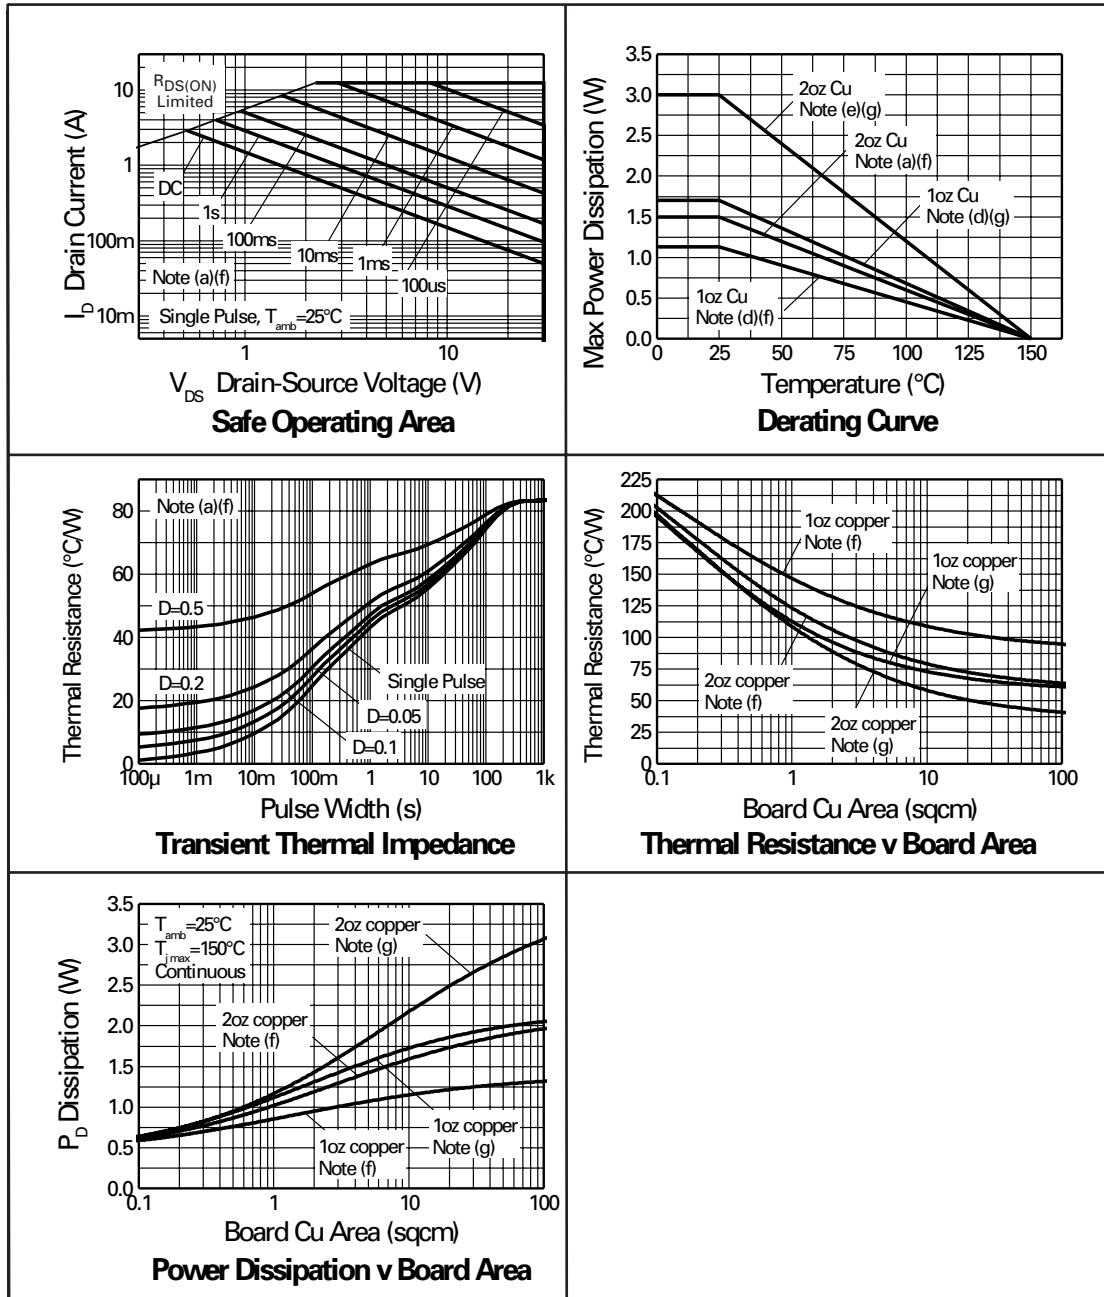 I_D Drain Current (A)
10
1
100m
10m
R_DS(ON)
Limited
DC
1s
100ms
10ms
1ms
100us
Note (a)(f)
Single Pulse, T_amb=25°C
1
10
V_DS Drain-Source Voltage (V)
Safe Operating Area
Max Power Dissipation (W)
3.5
3.0
2.5
2.0
1.5
1.0
0.5
0.0
2oz Cu
Note (e)(g)
2oz Cu
Note (a)(f)
1oz Cu
Note (d)(g)
1oz Cu
Note (d)(f)
0 25 50 75 100 125 150
Temperature (°C)
Derating Curve
Thermal Resistance (°C/W)
80
60
40
20
0
Note (a)(f)
D=0.5
D=0.2
Single Pulse
D=0.05
D=0.1
100µ 1m 10m 100m 1 10 100 1k
Pulse Width (s)
Transient Thermal Impedance
Thermal Resistance (°C/W)
225
200
175
150
125
100
75
50
25
0
1oz copper
Note (f)
1oz copper
Note (g)
2oz copper
Note (f)
2oz copper
Note (g)
0.1 1 10 100
Board Cu Area (sqcm)
Thermal Resistance v Board Area
P_D Dissipation (W)
3.5
3.0
2.5
2.0
1.5
1.0
0.5
0.0
T_amb=25°C
T_j max=150°C
Continuous
2oz copper
Note (g)
2oz copper
Note (f)
1oz copper
Note (g)
1oz copper
Note (f)
0.1 1 10 100
Board Cu Area (sqcm)
Power Dissipation v Board Area